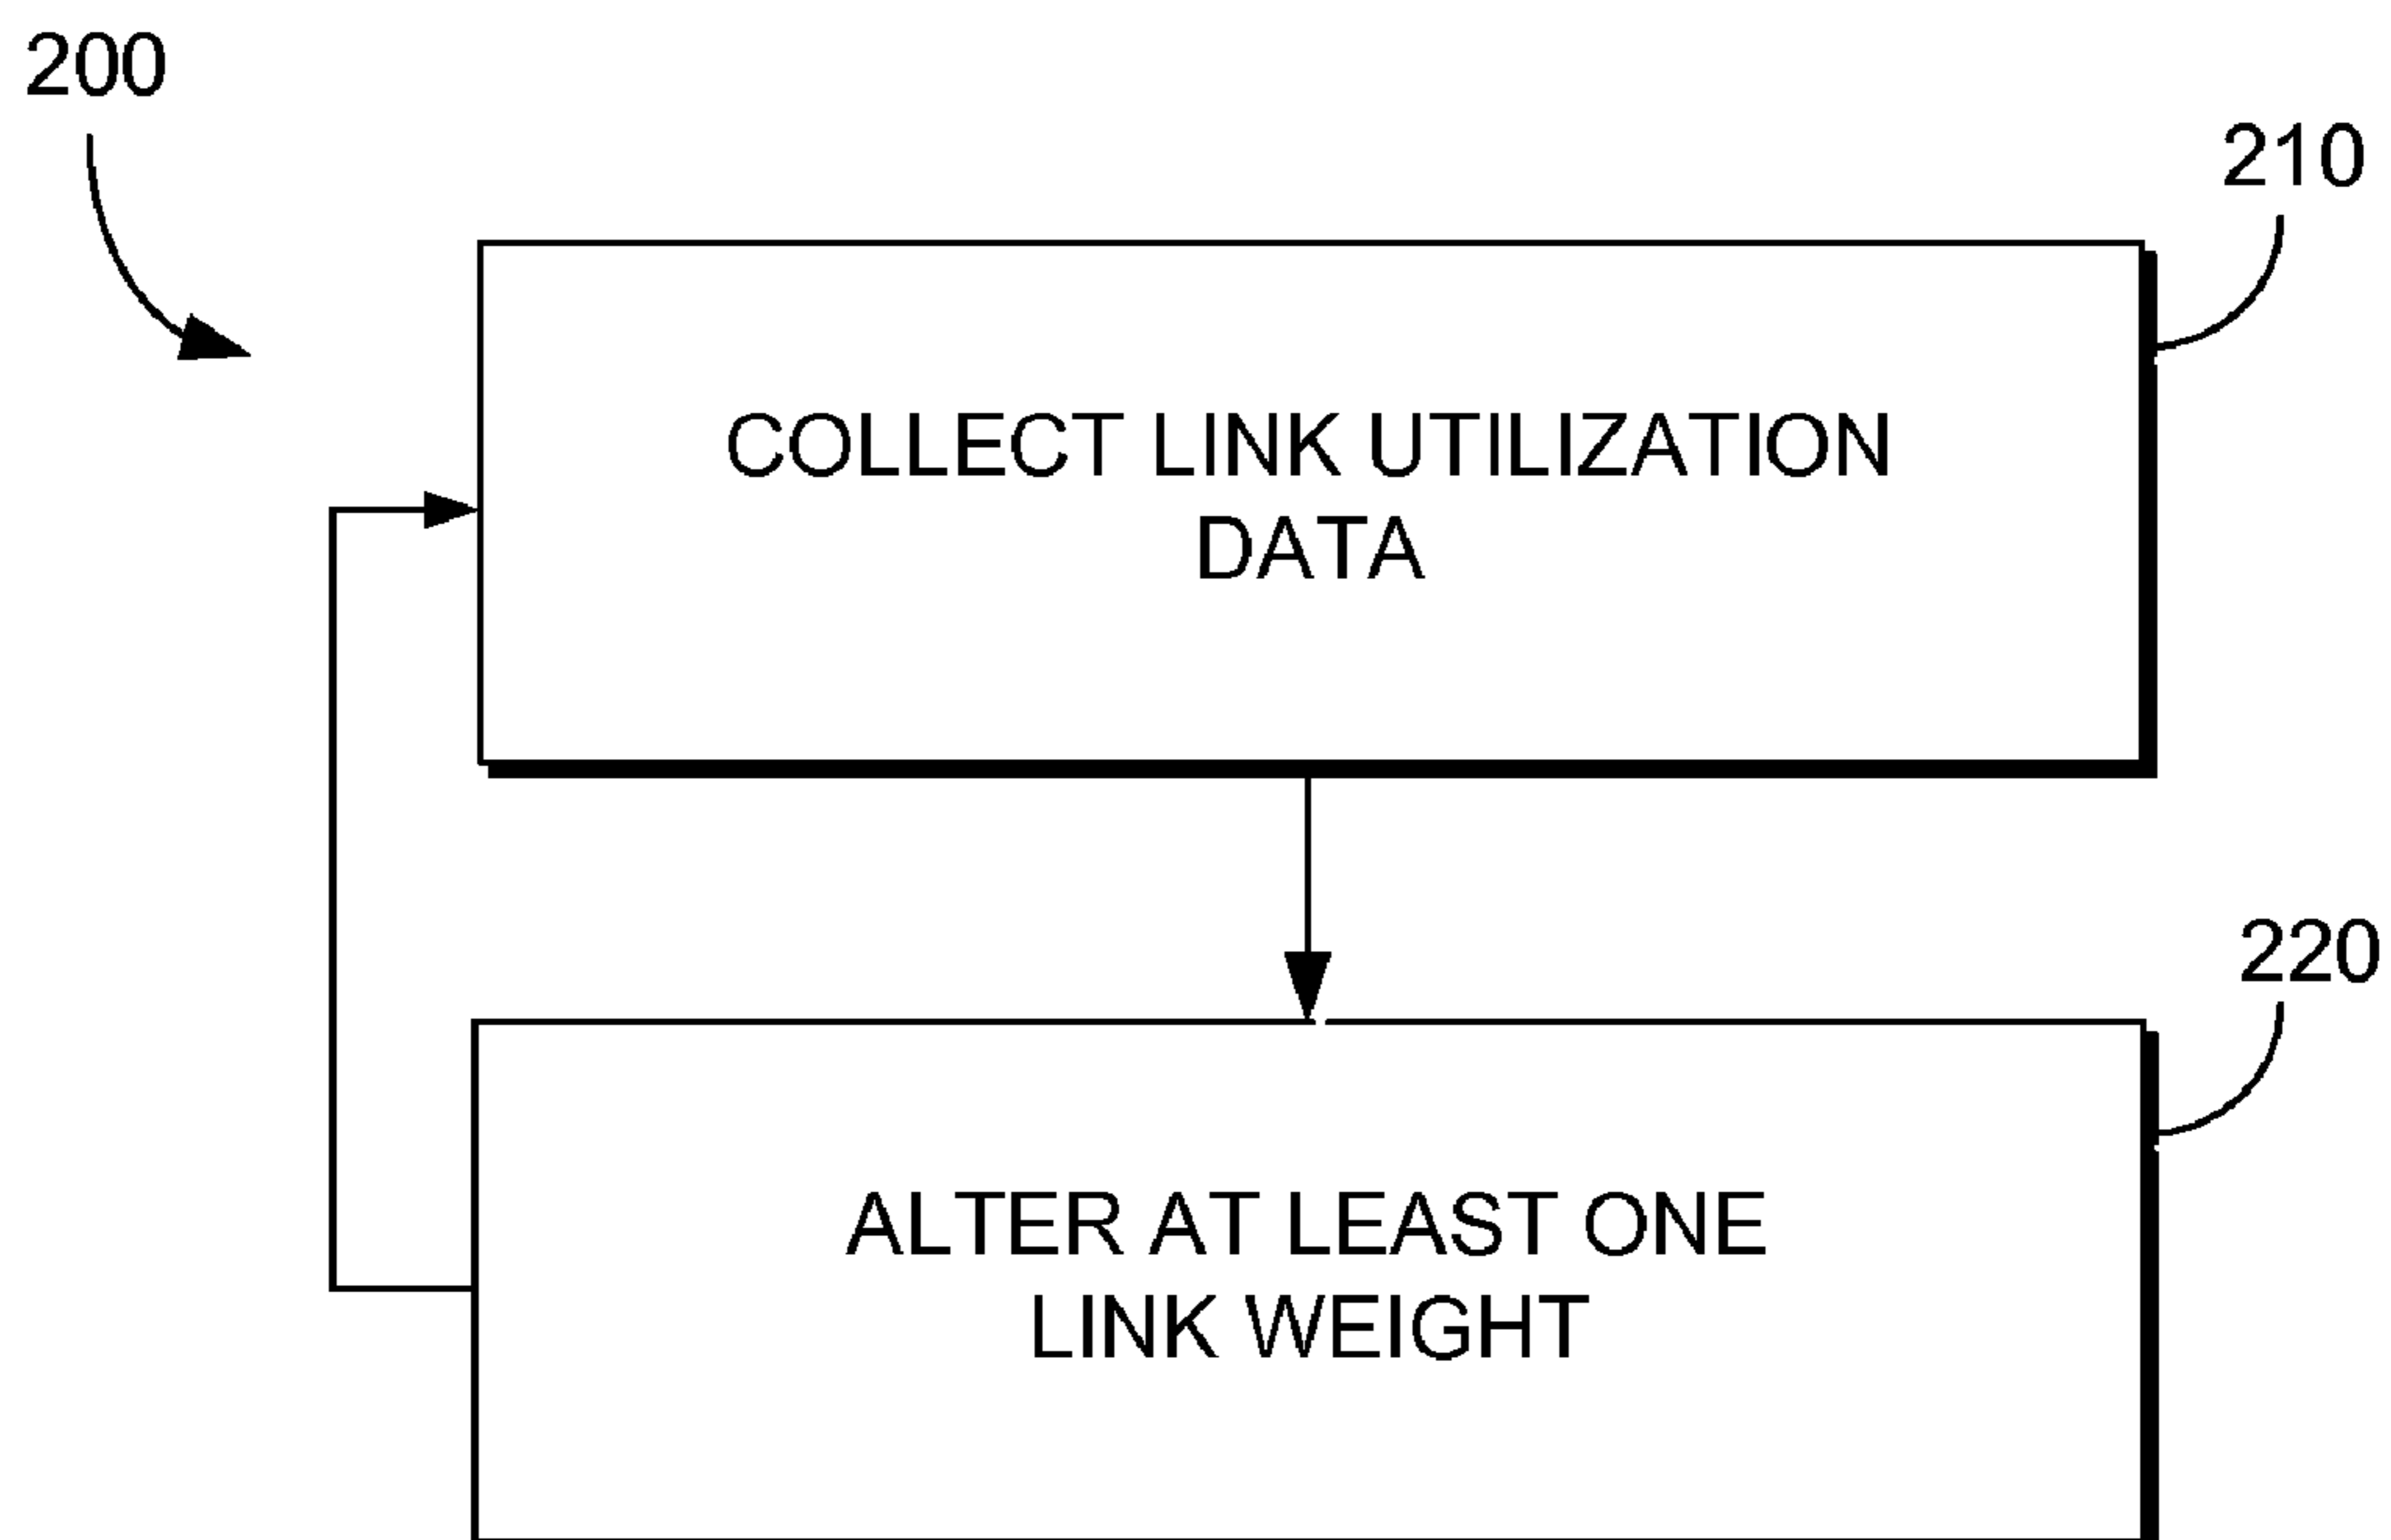 200
210
COLLECT LINK UTILIZATION
DATA
220
ALTER AT LEAST ONE
LINK WEIGHT